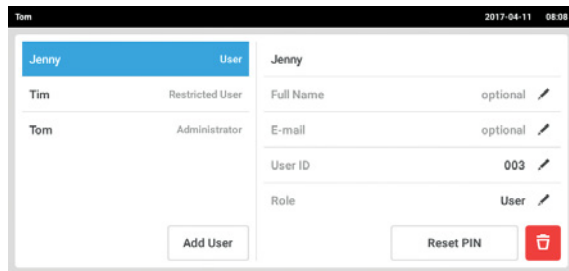 Tom 2017-04-11 08:08
Jenny User
Tim Restricted User
Tom Administrator
Add User
Jenny
Full Name optional
E-mail optional
User ID 003
Role User
Reset PIN